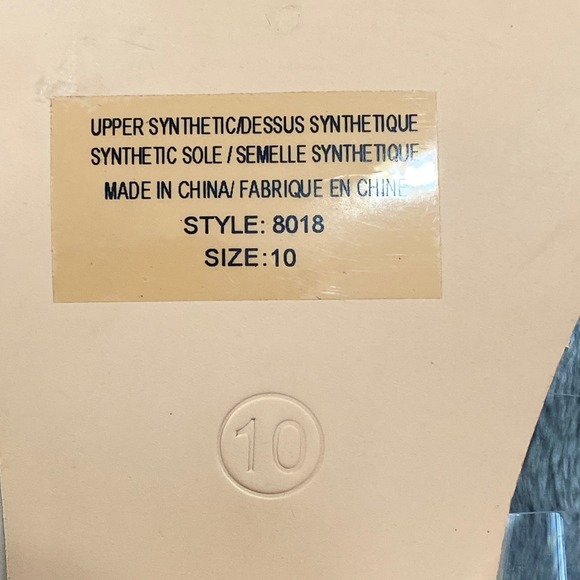 UPPER SYNTHETIC/DESSUS SYNTHETIQUE
SYNTHETIC SOLE / SEMELLE SYNTHETIQUE
MADE IN CHINA/ FABRIQUE EN CHINE
STYLE: 8018
SIZE:10
10